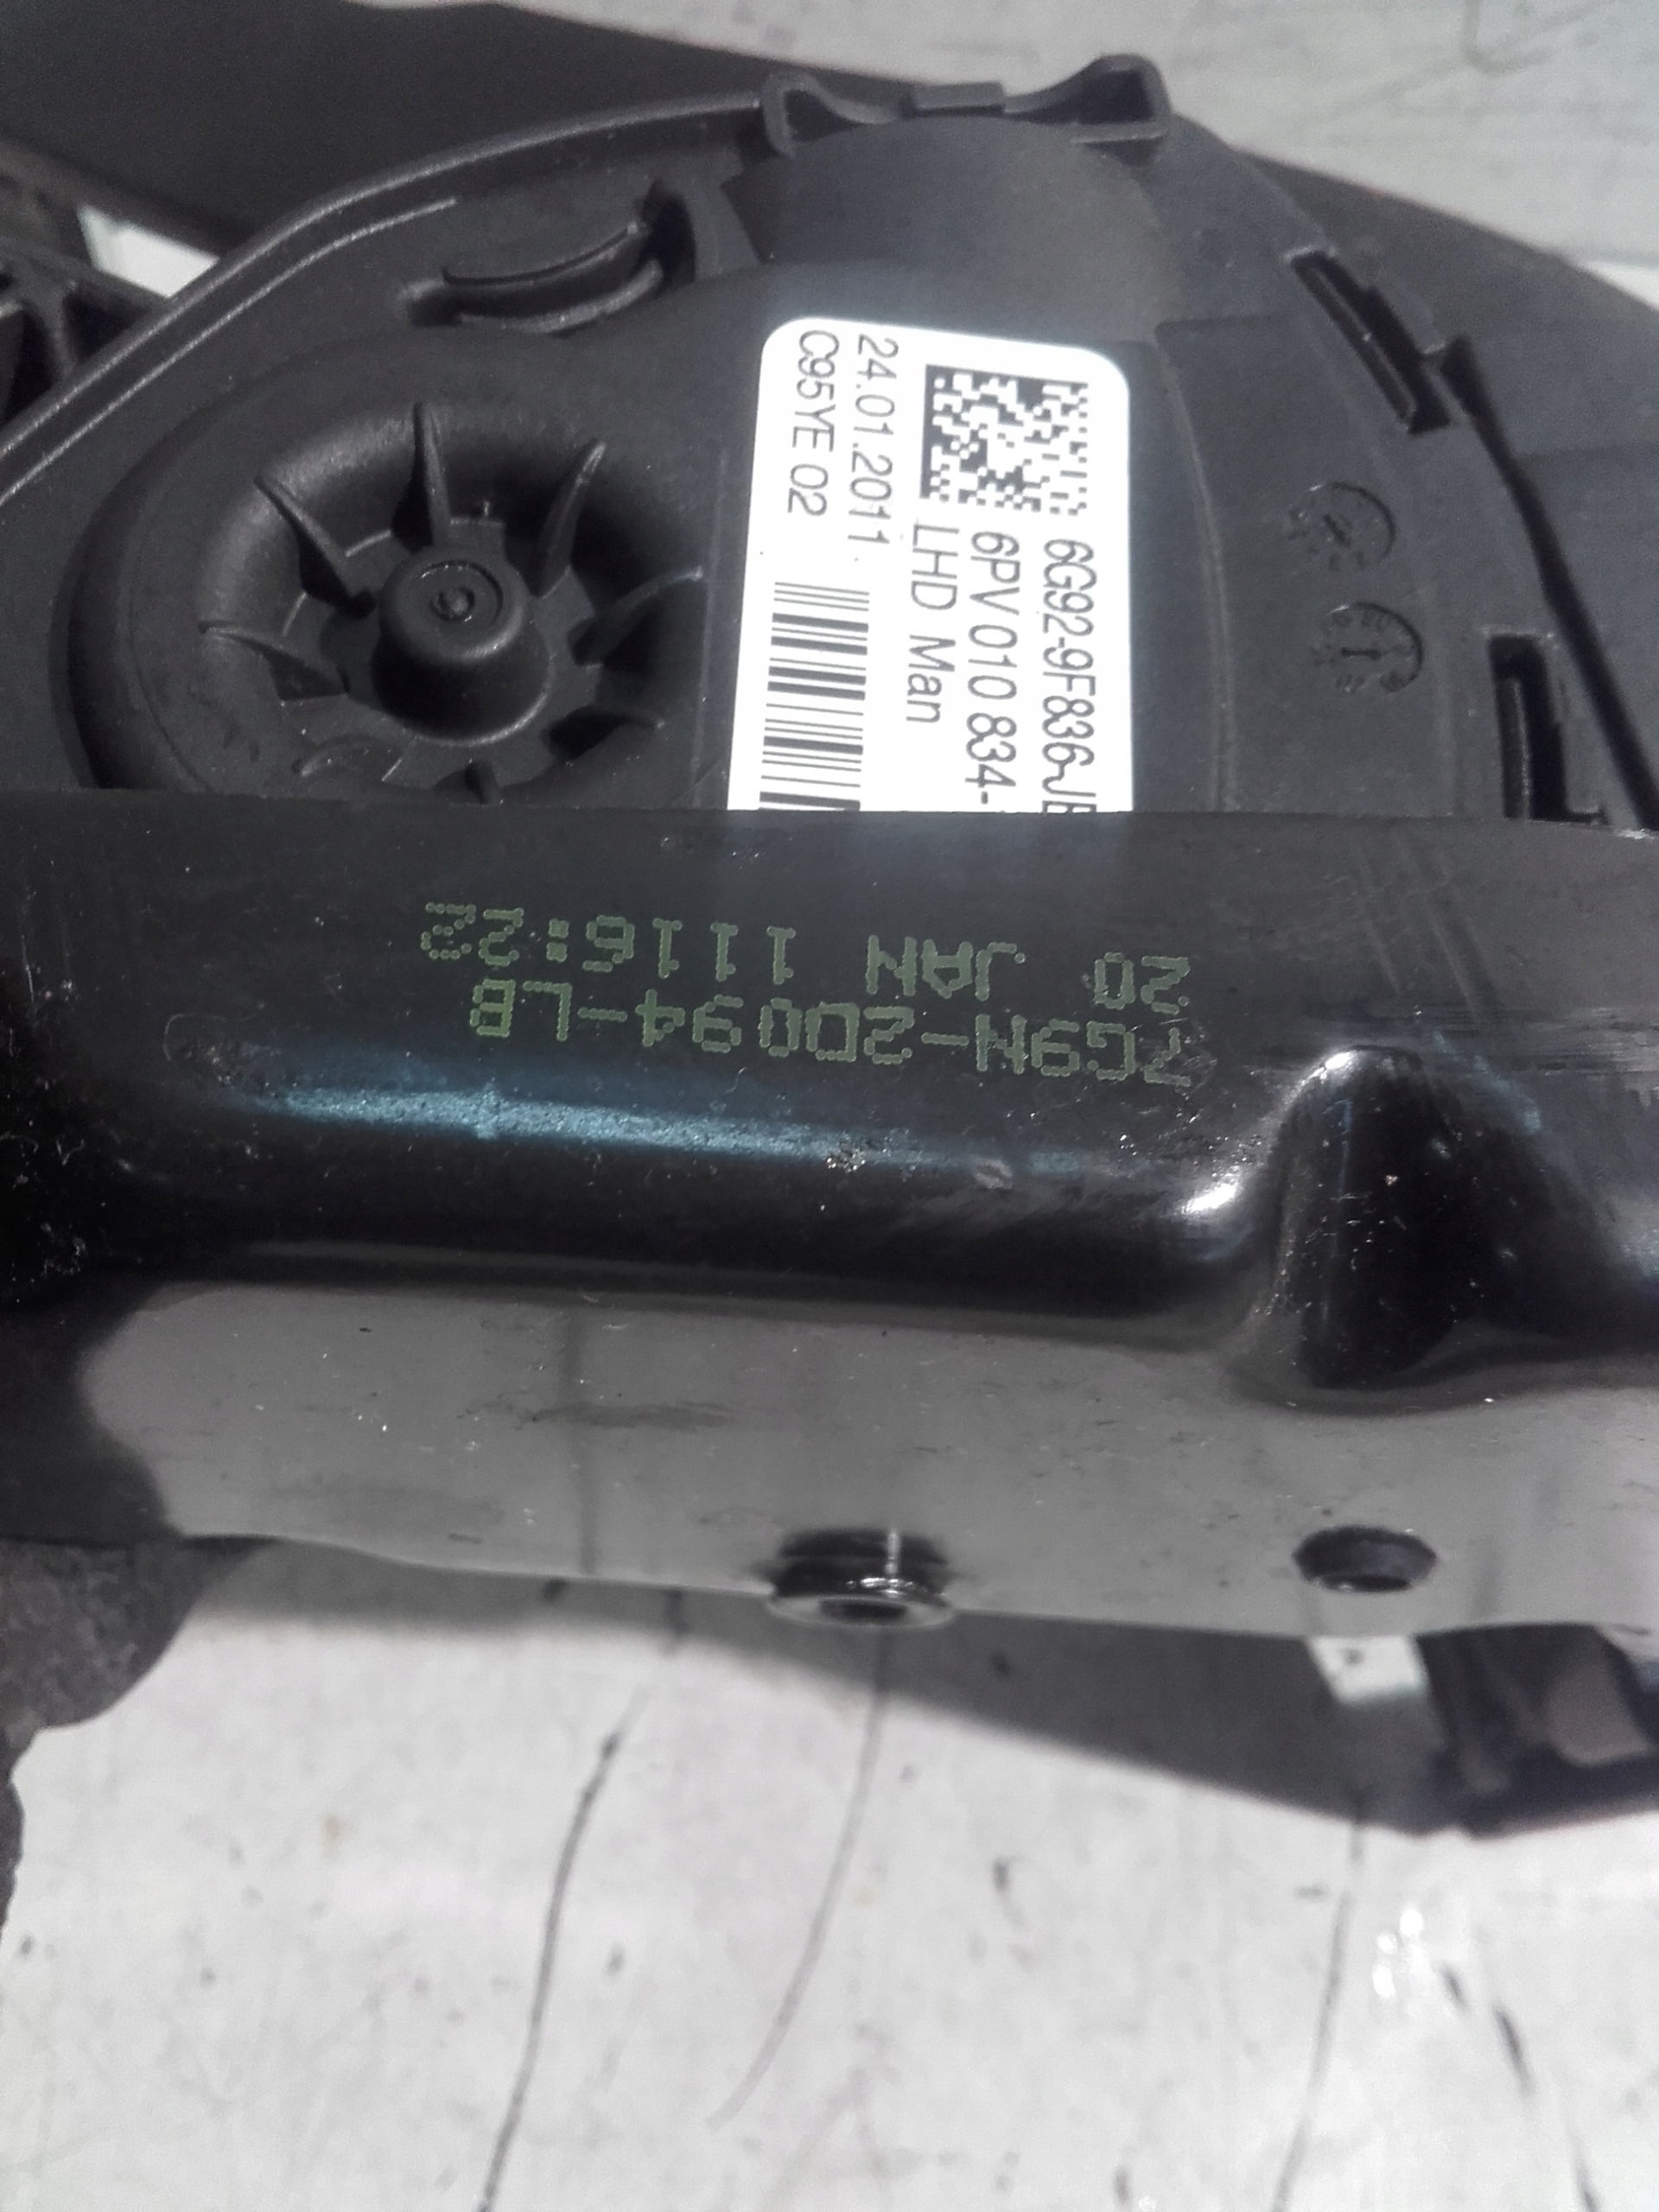 6G92-9F836-JB
6PV 010 834-
LHD Man
24.01.2011
C95YE 02
7G9N-2D094-LB
20 JAN 1116:22